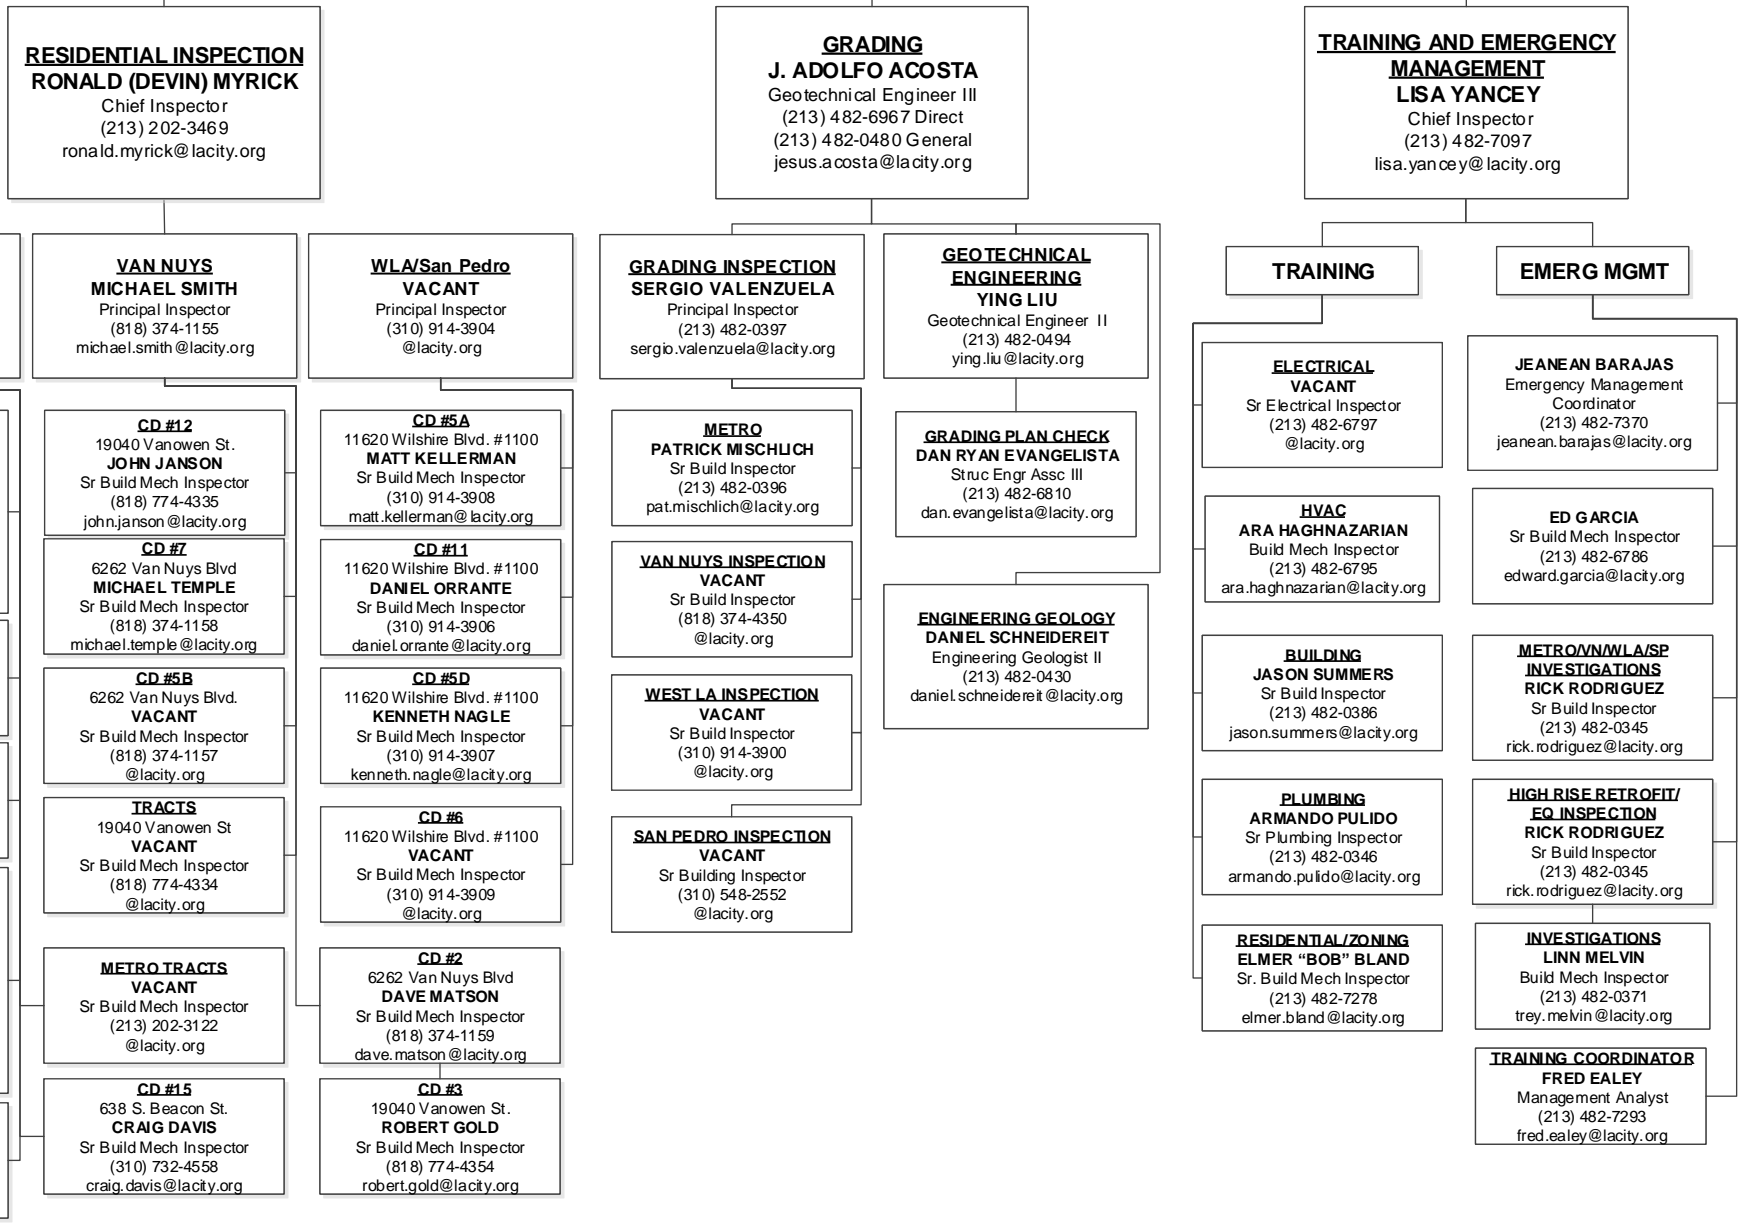 RESIDENTIAL INSPECTION
RONALD (DEVIN) MYRICK
Chief Inspector
(213) 202-3469
ronald.myrick@lacity.org
GRADING
J. ADOLFO ACOSTA
Geotechnical Engineer III
(213) 482-6967 Direct
(213) 482-0480 General
jesus.acosta@lacity.org
TRAINING AND EMERGENCY
MANAGEMENT
LISA YANCEY
Chief Inspector
(213) 482-7097
lisa.yancey@lacity.org
VAN NUYS
MICHAEL SMITH
Principal Inspector
(818) 374-1155
michael.smith@lacity.org
WLA/San Pedro
VACANT
Principal Inspector
(310) 914-3904
@lacity.org
GRADING INSPECTION
SERGIO VALENZUELA
Principal Inspector
(213) 482-0397
sergio.valenzuela@lacity.org
GEOTECHNICAL
ENGINEERING
YING LIU
Geotechnical Engineer II
(213) 482-0494
ying.liu@lacity.org
TRAINING
EMERG MGMT
CD #12
19040 Vanowen St.
JOHN JANSON
Sr Build Mech Inspector
(818) 774-4335
john.janson@lacity.org
CD #7
6262 Van Nuys Blvd
MICHAEL TEMPLE
Sr Build Mech Inspector
(818) 374-1158
michael.temple@lacity.org
CD #5B
6262 Van Nuys Blvd.
VACANT
Sr Build Mech Inspector
(818) 374-1157
@lacity.org
TRACTS
19040 Vanowen St
VACANT
Sr Build Mech Inspector
(818) 774-4334
@lacity.org
METRO TRACTS
VACANT
Sr Build Mech Inspector
(213) 202-3122
@lacity.org
CD #15
638 S. Beacon St.
CRAIG DAVIS
Sr Build Mech Inspector
(310) 732-4558
craig.davis@lacity.org
CD #5A
11620 Wilshire Blvd. #1100
MATT KELLERMAN
Sr Build Mech Inspector
(310) 914-3908
matt.kellerman@lacity.org
CD #11
11620 Wilshire Blvd. #1100
DANIEL ORRANTE
Sr Build Mech Inspector
(310) 914-3906
daniel.orrante@lacity.org
CD #5D
11620 Wilshire Blvd. #1100
KENNETH NAGLE
Sr Build Mech Inspector
(310) 914-3907
kenneth.nagle@lacity.org
CD #6
11620 Wilshire Blvd. #1100
VACANT
Sr Build Mech Inspector
(310) 914-3909
@lacity.org
CD #2
6262 Van Nuys Blvd
DAVE MATSON
Sr Build Mech Inspector
(818) 374-1159
dave.matson@lacity.org
CD #3
19040 Vanowen St.
ROBERT GOLD
Sr Build Mech Inspector
(818) 774-4354
robert.gold@lacity.org
METRO
PATRICK MISCHLICH
Sr Build Inspector
(213) 482-0396
pat.mischlich@lacity.org
VAN NUYS INSPECTION
VACANT
Sr Build Inspector
(818) 374-4350
@lacity.org
WEST LA INSPECTION
VACANT
Sr Build Inspector
(310) 914-3900
@lacity.org
SAN PEDRO INSPECTION
VACANT
Sr Building Inspector
(310) 548-2552
@lacity.org
GRADING PLAN CHECK
DAN RYAN EVANGELISTA
Struc Engr Assc III
(213) 482-6810
dan.evangelista@lacity.org
ENGINEERING GEOLOGY
DANIEL SCHNEIDEREIT
Engineering Geologist II
(213) 482-0430
daniel.schneidereit@lacity.org
ELECTRICAL
VACANT
Sr Electrical Inspector
(213) 482-6797
@lacity.org
HVAC
ARA HAGHNAZARIAN
Build Mech Inspector
(213) 482-6795
ara.haghnazarian@lacity.org
BUILDING
JASON SUMMERS
Sr Build Inspector
(213) 482-0386
jason.summers@lacity.org
PLUMBING
ARMANDO PULIDO
Sr Plumbing Inspector
(213) 482-0346
armando.pulido@lacity.org
RESIDENTIAL/ZONING
ELMER “BOB” BLAND
Sr. Build Mech Inspector
(213) 482-7278
elmer.bland@lacity.org
JEANEAN BARAJAS
Emergency Management
Coordinator
(213) 482-7370
jeanean.barajas@lacity.org
ED GARCIA
Sr Build Mech Inspector
(213) 482-6786
edward.garcia@lacity.org
METRO/VN/WLA/SP
INVESTIGATIONS
RICK RODRIGUEZ
Sr Build Inspector
(213) 482-0345
rick.rodriguez@lacity.org
HIGH RISE RETROFIT/
EQ INSPECTION
RICK RODRIGUEZ
Sr Build Inspector
(213) 482-0345
rick.rodriguez@lacity.org
INVESTIGATIONS
LINN MELVIN
Build Mech Inspector
(213) 482-0371
trey.melvin@lacity.org
TRAINING COORDINATOR
FRED EALEY
Management Analyst
(213) 482-7293
fred.ealey@lacity.org